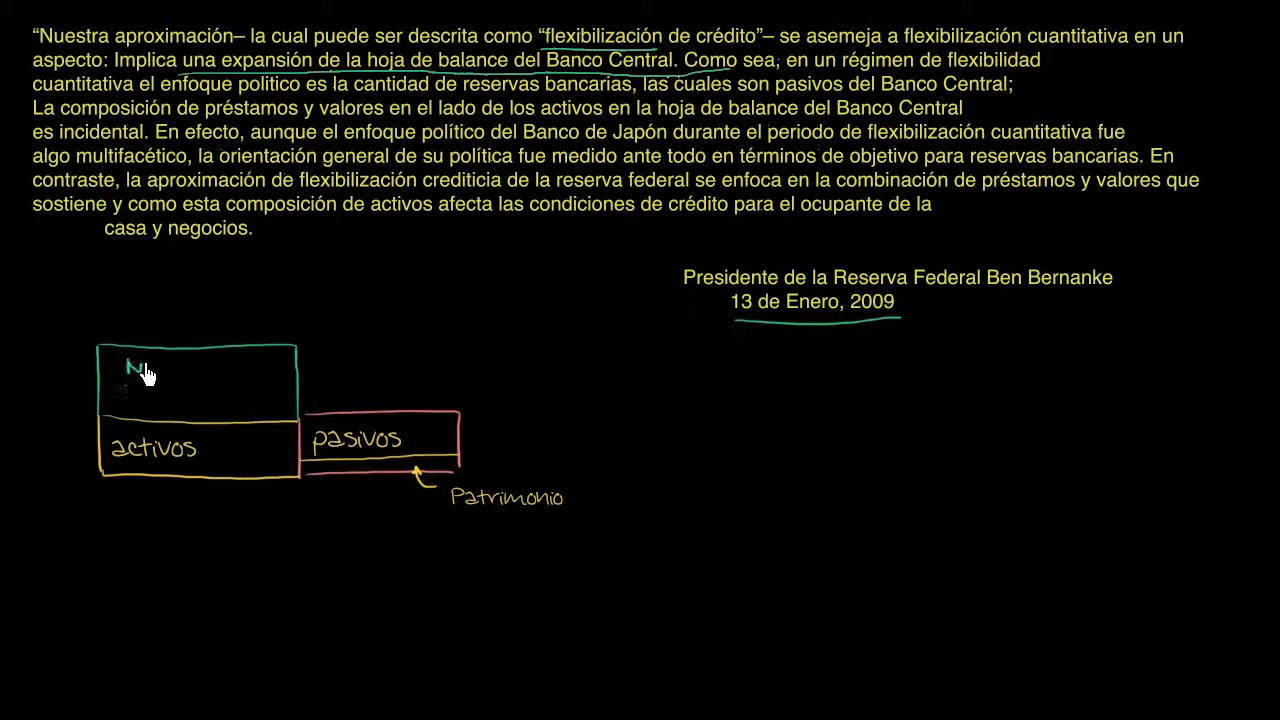 “Nuestra aproximación– la cual puede ser descrita como “flexibilización de crédito”– se asemeja a flexibilización cuantitativa en un
aspecto: Implica una expansión de la hoja de balance del Banco Central. Como sea, en un régimen de flexibilidad
cuantitativa el enfoque politico es la cantidad de reservas bancarias, las cuales son pasivos del Banco Central;
La composición de préstamos y valores en el lado de los activos en la hoja de balance del Banco Central
es incidental. En efecto, aunque el enfoque político del Banco de Japón durante el periodo de flexibilización cuantitativa fue
algo multifacético, la orientación general de su política fue medido ante todo en términos de objetivo para reservas bancarias. En
contraste, la aproximación de flexibilización crediticia de la reserva federal se enfoca en la combinación de préstamos y valores que
sostiene y como esta composición de activos afecta las condiciones de crédito para el ocupante de la
casa y negocios.
Presidente de la Reserva Federal Ben Bernanke
13 de Enero, 2009
N
activos
pasivos
Patrimonio